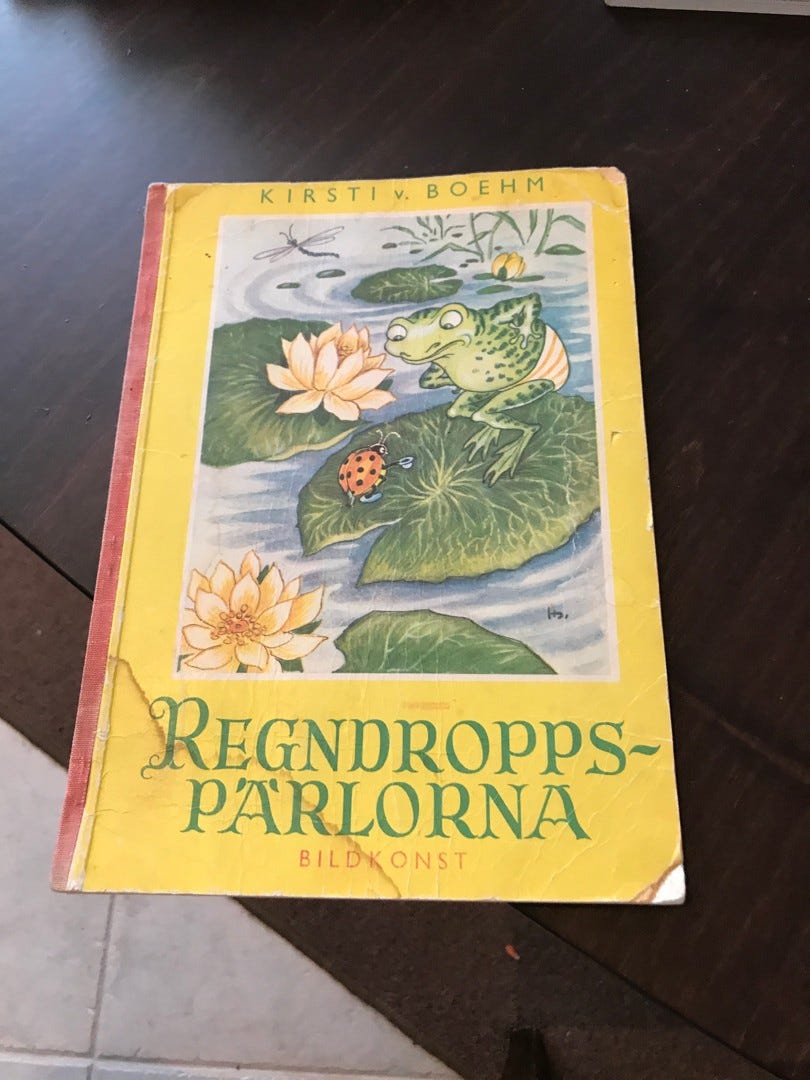 KIRSTI v. BOEHM
REGNDROPPS-
PÄRLORNA
BILDKONST